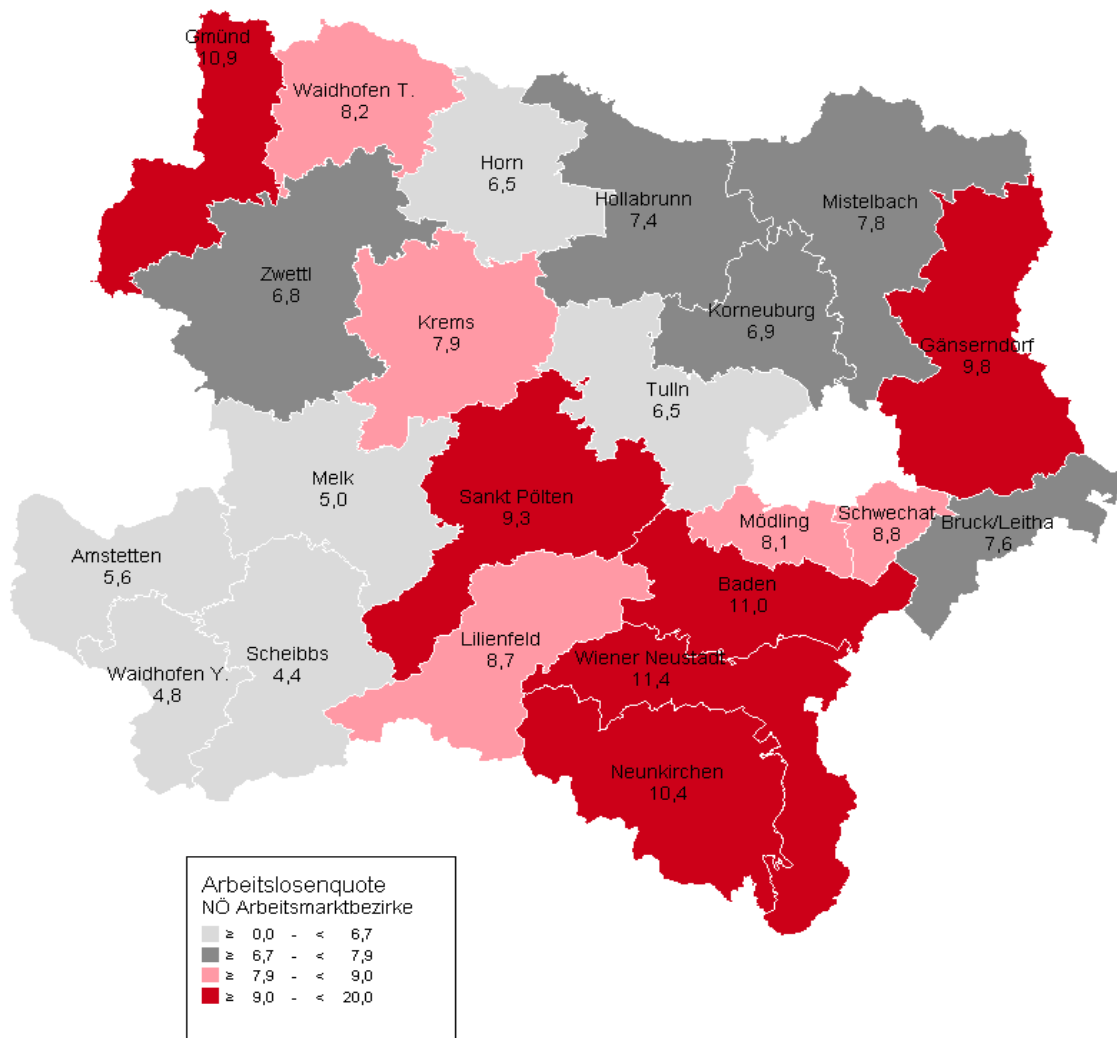 Gmünd
10,9
Waidhofen T.
8,2
Horn
6,5
Hollabrunn
7,4
Mistelbach
7,8
Zwettl
6,8
Krems
7,9
Korneuburg
6,9
Gänserndorf
9,8
Tulln
6,5
Melk
5,0
Sankt Pölten
9,3
Mödling
8,1
Schwechat
8,8
Bruck/Leitha
7,6
Amstetten
5,6
Baden
11,0
Waidhofen Y.
4,8
Scheibbs
4,4
Lilienfeld
8,7
Wiener Neustadt
11,4
Neunkirchen
10,4
Arbeitslosenquote
NÖ Arbeitsmarktbezirke
≥ 0,0 - < 6,7
≥ 6,7 - < 7,9
≥ 7,9 - < 9,0
≥ 9,0 - < 20,0